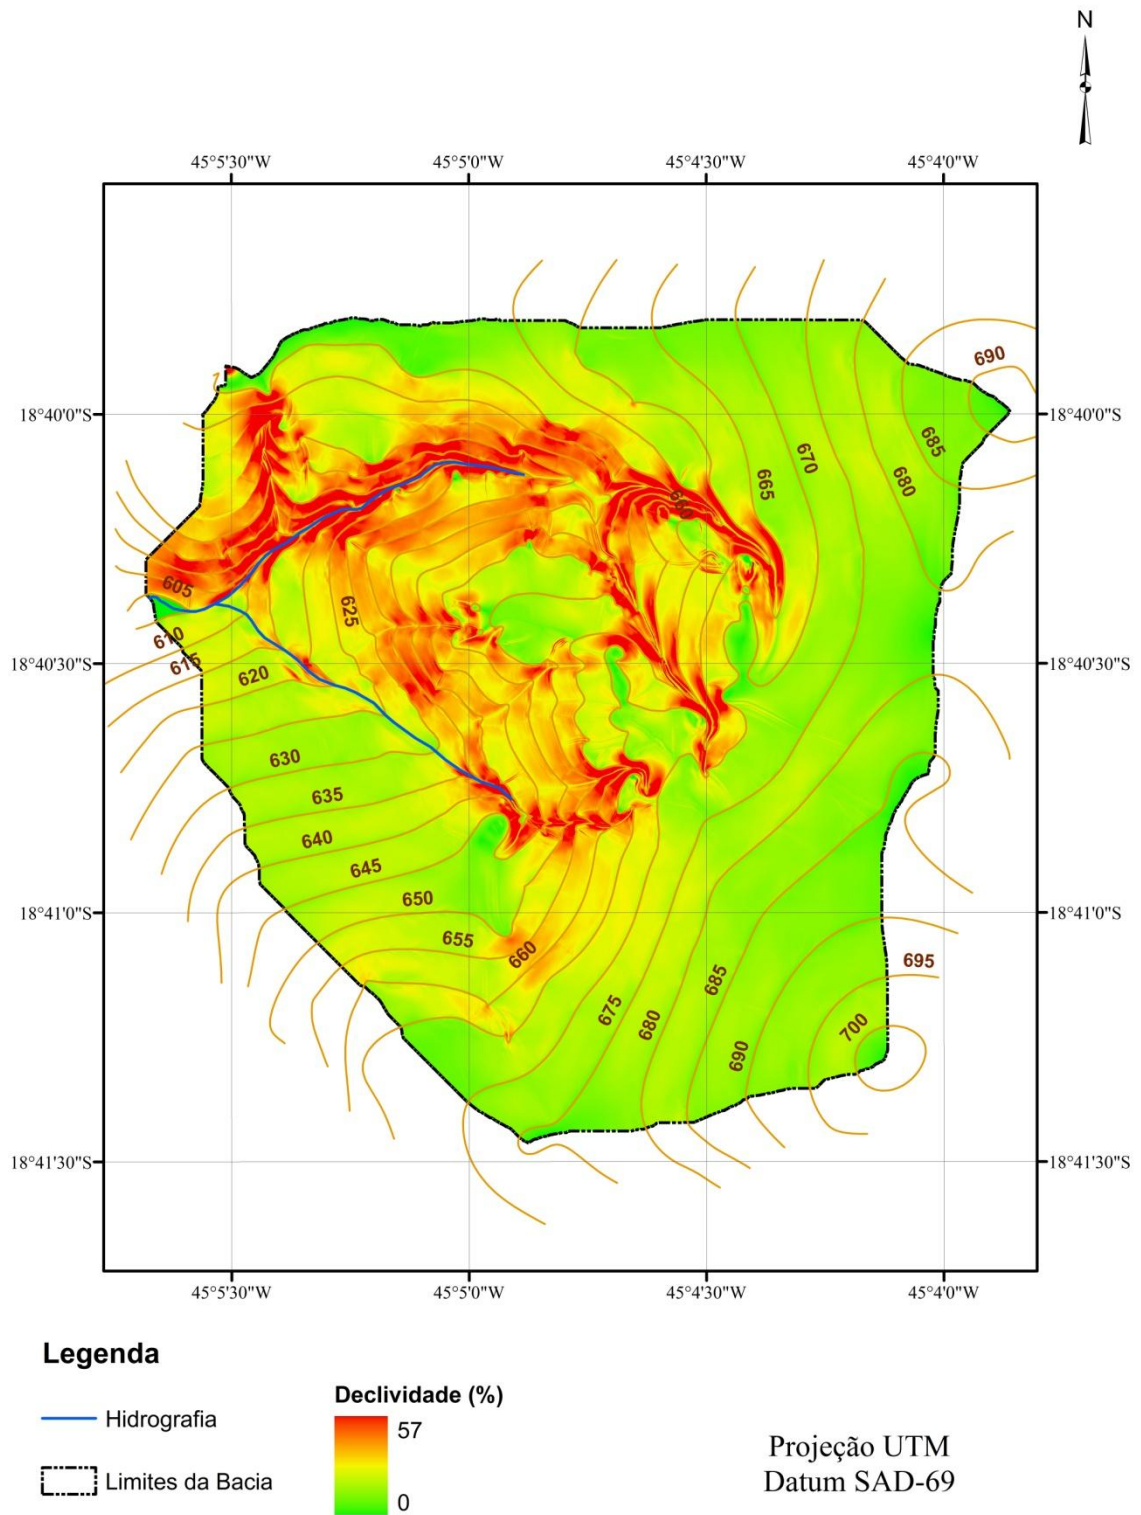 N
45°5'30"W
45°5'0"W
45°4'30"W
45°4'0"W
690
18°40'0"S
18°40'0"S
685
670
665
680
660
605
625
610
615
620
18°40'30"S
18°40'30"S
630
635
640
645
650
18°41'0"S
18°41'0"S
655
660
695
685
675
680
700
690
18°41'30"S
18°41'30"S
45°5'30"W
45°5'0"W
45°4'30"W
45°4'0"W
Legenda
Hidrografia
Limites da Bacia
Declividade (%)
57
0
Projeção UTM
Datum SAD-69